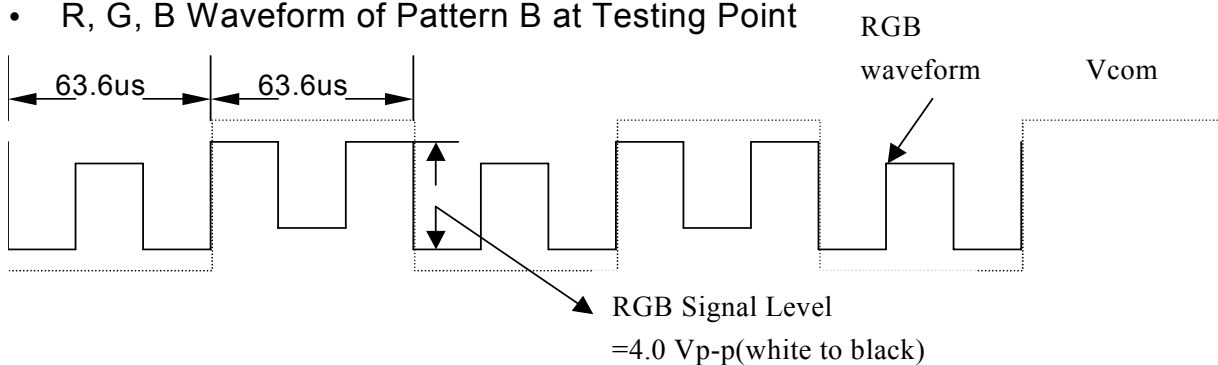 • R, G, B Waveform of Pattern B at Testing Point
RGB
waveform
Vcom
63.6us
63.6us
RGB Signal Level
=4.0 Vp-p(white to black)